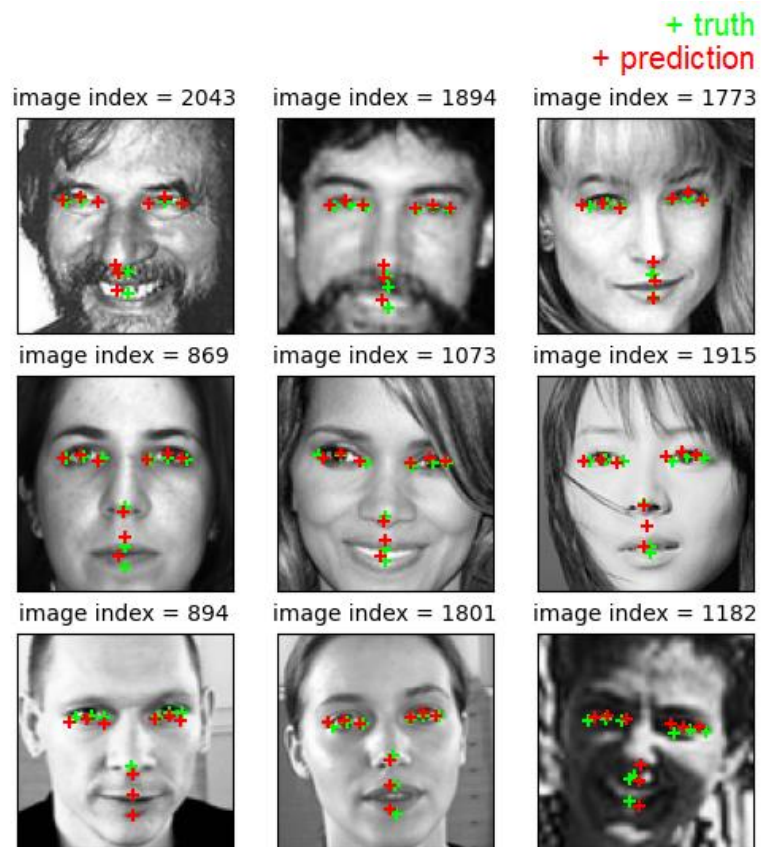 + truth
+ prediction
image index = 2043 image index = 1894 image index = 1773
image index = 869 image index = 1073 image index = 1915
image index = 894 image index = 1801 image index = 1182